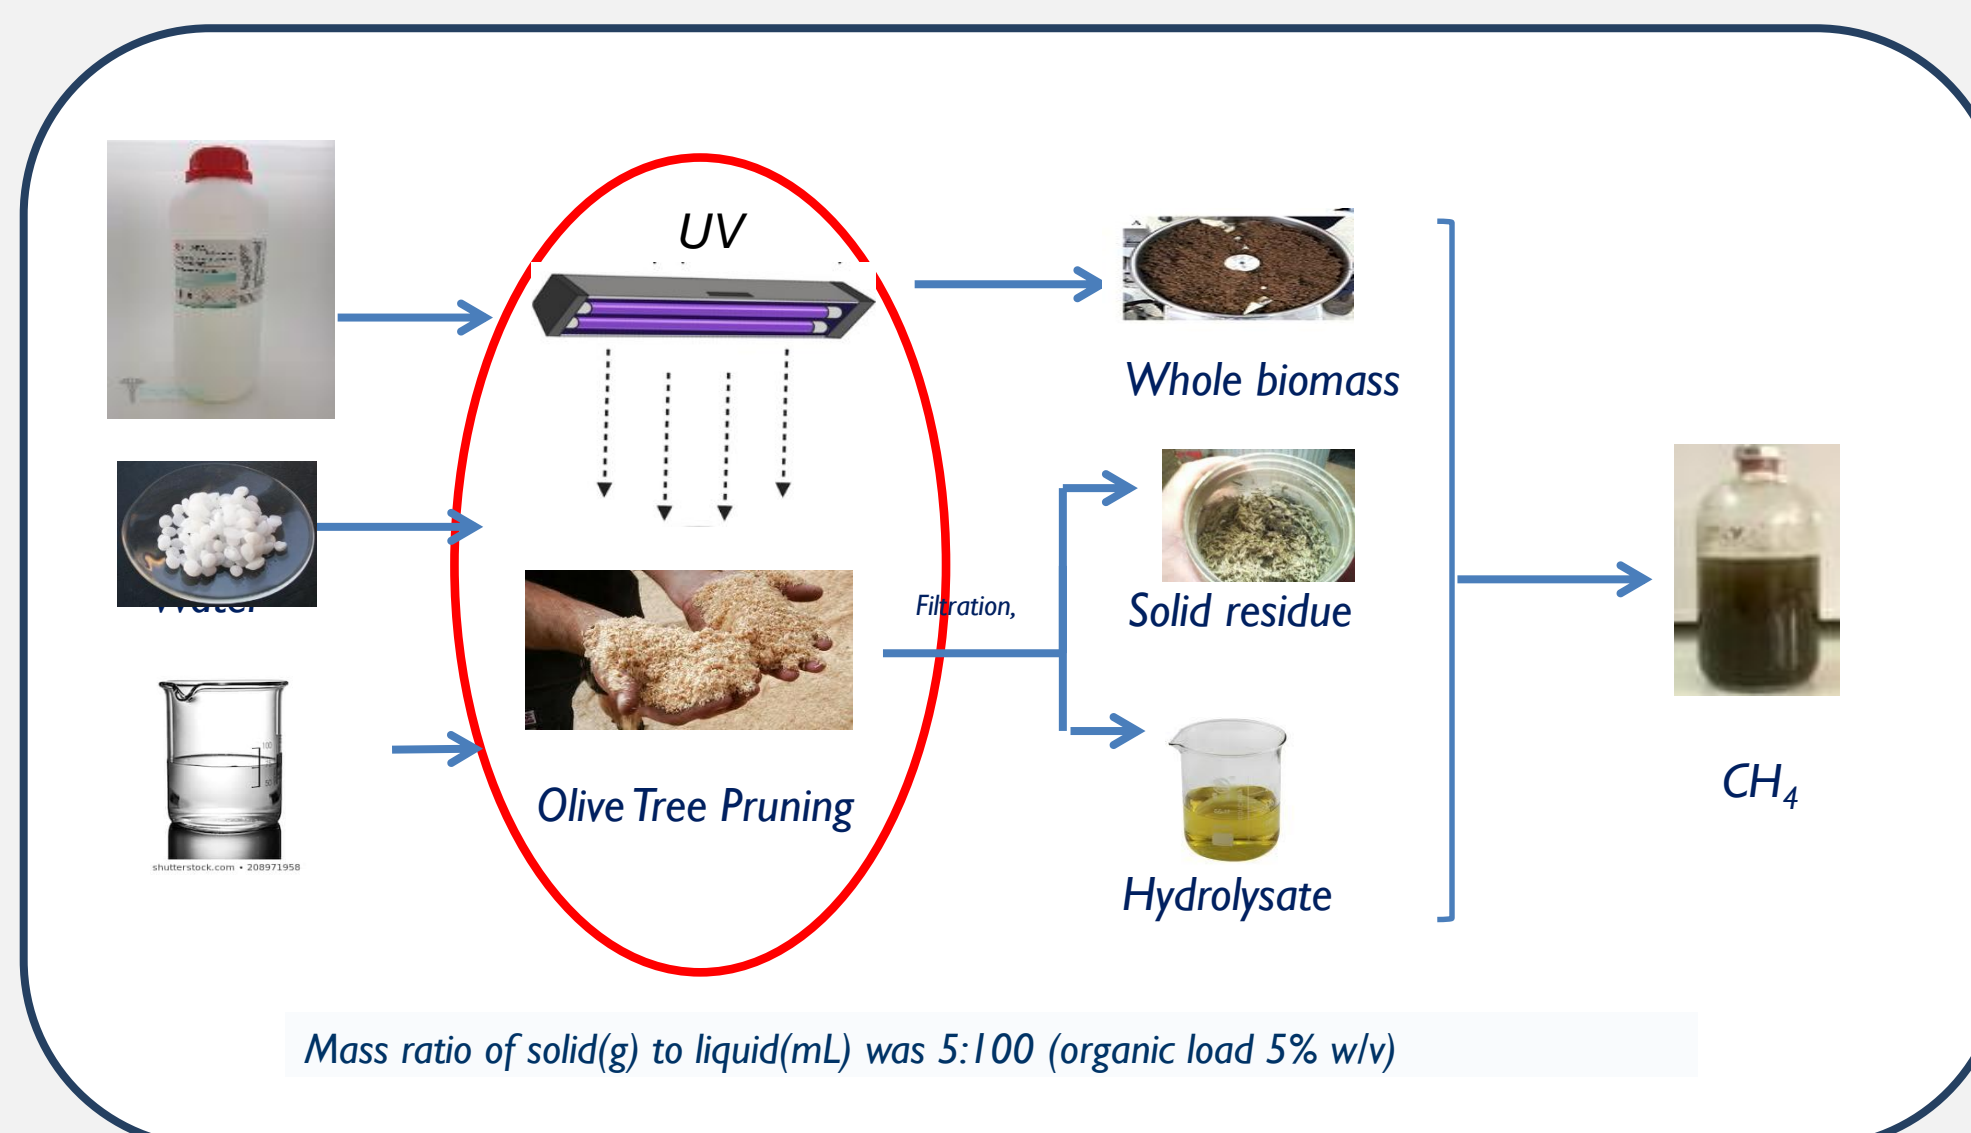 UV
Whole biomass
Water
Filtration,
Solid residue
Olive Tree Pruning
CH₄
shutterstock.com • 208971958
Hydrolysate
Mass ratio of solid(g) to liquid(mL) was 5:100 (organic load 5% w/v)